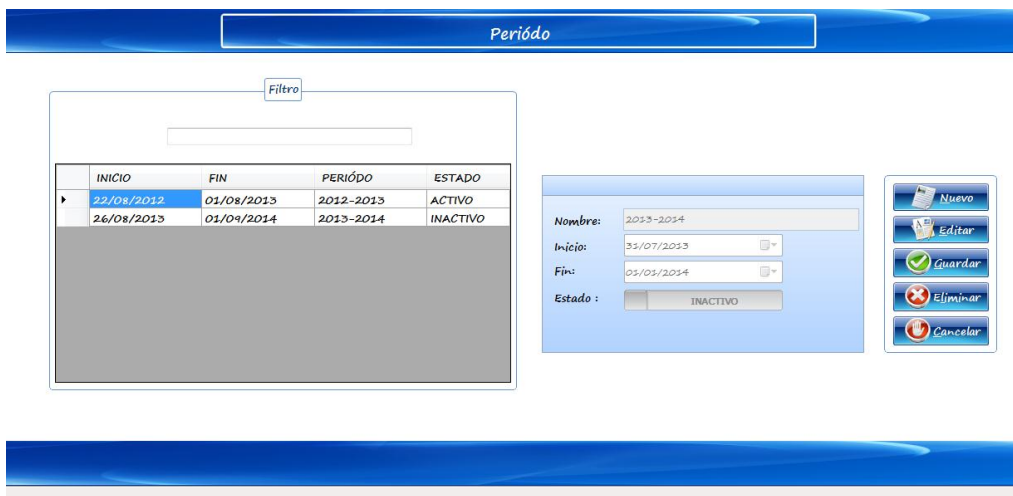 Periódo
Filtro
INICIO FIN PERIÓDO ESTADO
22/08/2012 01/08/2013 2012-2013 ACTIVO
26/08/2013 01/09/2014 2013-2014 INACTIVO
Nombre: 2013-2014
Inicio: 31/07/2013
Fin: 01/01/2014
Estado : INACTIVO
Nuevo
Editar
Guardar
Eliminar
Cancelar